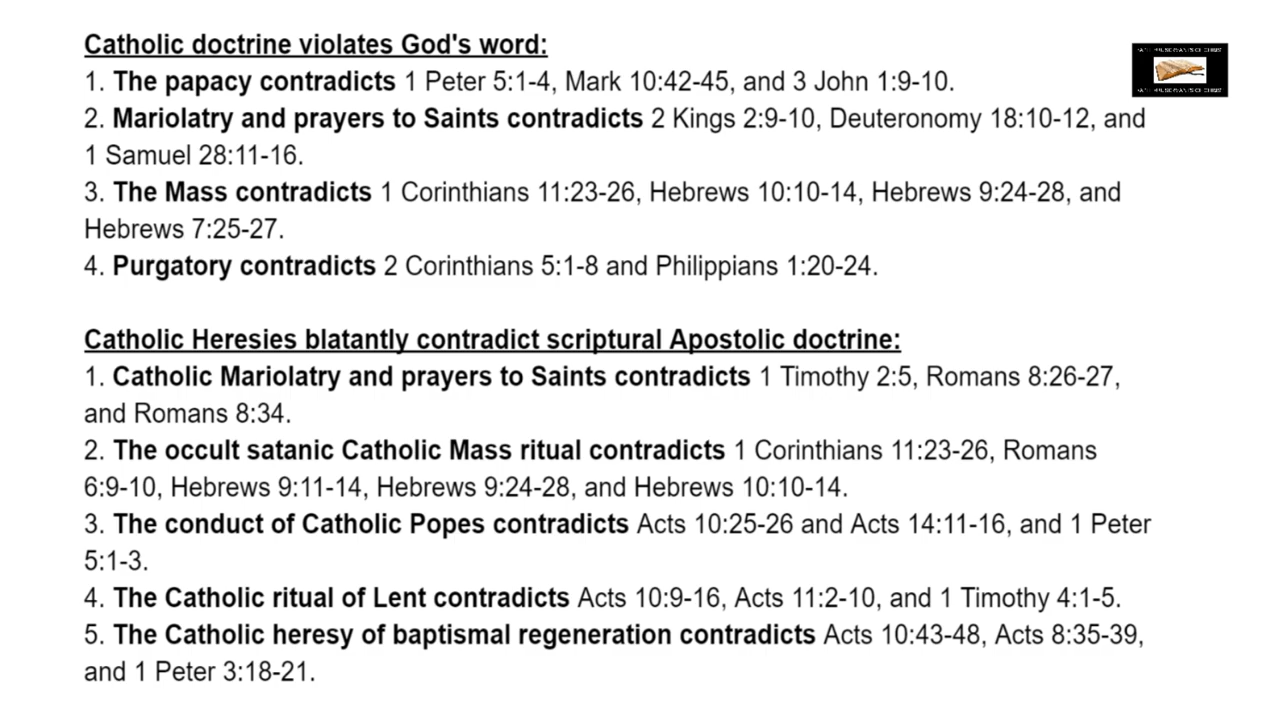 Catholic doctrine violates God's word:
1. The papacy contradicts 1 Peter 5:1-4, Mark 10:42-45, and 3 John 1:9-10.
2. Mariolatry and prayers to Saints contradicts 2 Kings 2:9-10, Deuteronomy 18:10-12, and
1 Samuel 28:11-16.
3. The Mass contradicts 1 Corinthians 11:23-26, Hebrews 10:10-14, Hebrews 9:24-28, and
Hebrews 7:25-27.
4. Purgatory contradicts 2 Corinthians 5:1-8 and Philippians 1:20-24.
Catholic Heresies blatantly contradict scriptural Apostolic doctrine:
1. Catholic Mariolatry and prayers to Saints contradicts 1 Timothy 2:5, Romans 8:26-27,
and Romans 8:34.
2. The occult satanic Catholic Mass ritual contradicts 1 Corinthians 11:23-26, Romans
6:9-10, Hebrews 9:11-14, Hebrews 9:24-28, and Hebrews 10:10-14.
3. The conduct of Catholic Popes contradicts Acts 10:25-26 and Acts 14:11-16, and 1 Peter
5:1-3.
4. The Catholic ritual of Lent contradicts Acts 10:9-16, Acts 11:2-10, and 1 Timothy 4:1-5.
5. The Catholic heresy of baptismal regeneration contradicts Acts 10:43-48, Acts 8:35-39,
and 1 Peter 3:18-21.